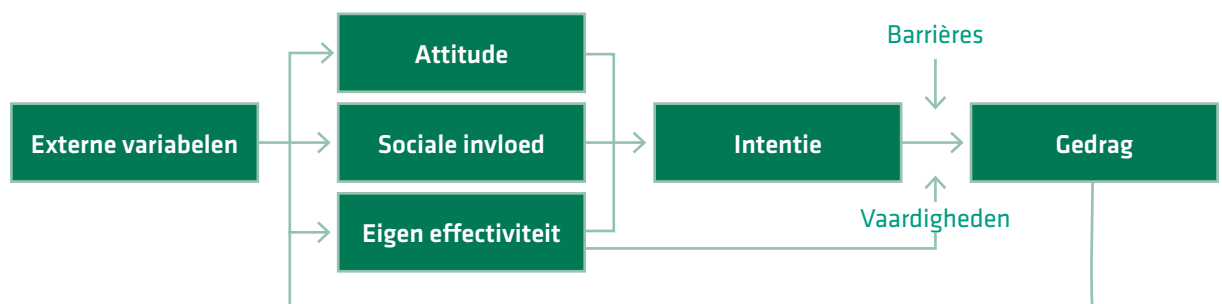 Attitude
Barrières
Externe variabelen
Sociale invloed
Intentie
Gedrag
Eigen effectiviteit
Vaardigheden